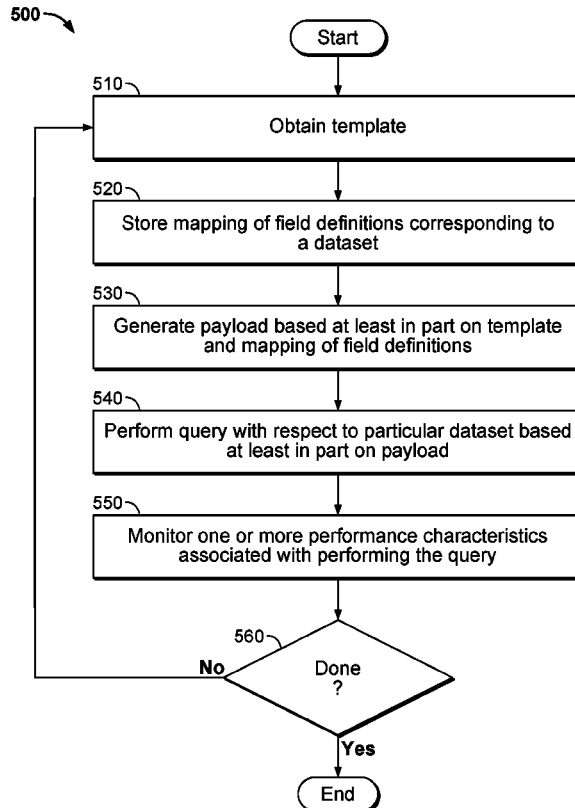 500
Start
510
Obtain template
520
Store mapping of field definitions corresponding to
a dataset
530
Generate payload based at least in part on template
and mapping of field definitions
540
Perform query with respect to particular dataset based
at least in part on payload
550
Monitor one or more performance characteristics
associated with performing the query
560
Done
?
No
Yes
End